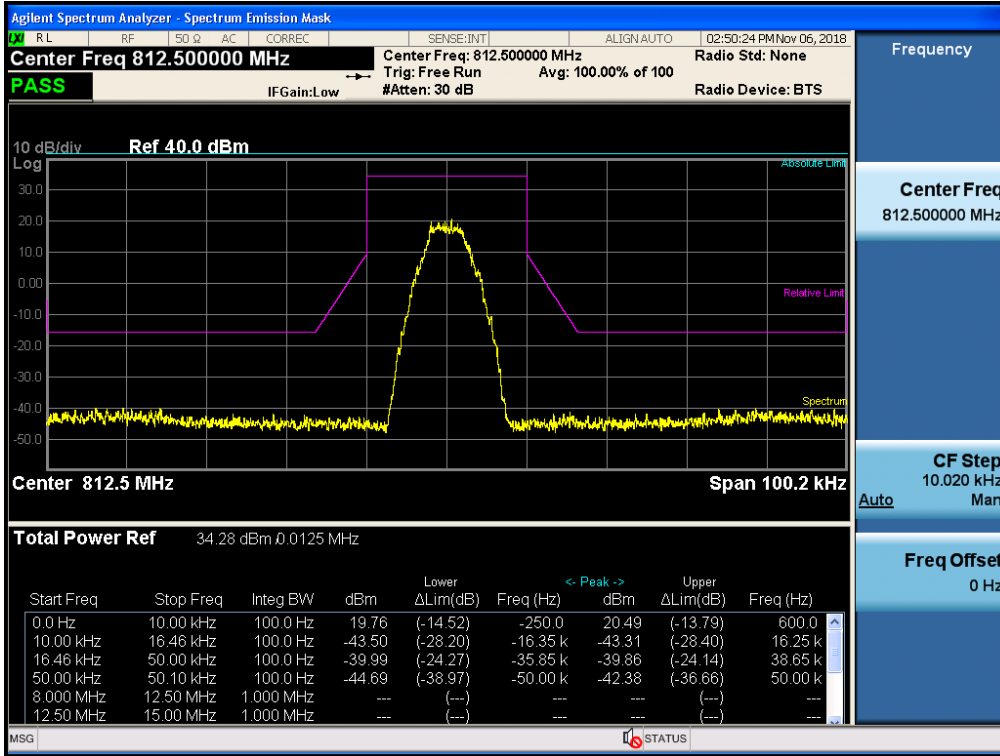 Agilent Spectrum Analyzer - Spectrum Emission Mask
LXI RL RF 50 Ω AC CORREC SENSE:INT ALIGN AUTO 02:50:24 PM Nov 06, 2018
Center Freq 812.500000 MHz Center Freq: 812.500000 MHz Radio Std: None
Trig: Free Run Avg: 100.00% of 100
PASS IFGain:Low #Atten: 30 dB Radio Device: BTS
10 dB/div Ref 40.0 dBm
Log Absolute Limit
30.0
20.0
10.0
0.00
Relative Limit
-10.0
-20.0
-30.0
-40.0
Spectrum
-50.0
Center 812.5 MHz Span 100.2 kHz
Total Power Ref 34.28 dBm / 0.0125 MHz
Lower <- Peak -> Upper
Start Freq Stop Freq Integ BW dBm ΔLim(dB) Freq (Hz) dBm ΔLim(dB) Freq (Hz)
0.0 Hz 10.00 kHz 100.0 Hz 19.76 (-14.52) -250.0 20.49 (-13.79) 600.0
10.00 kHz 16.46 kHz 100.0 Hz -43.50 (-28.20) -16.35 k -43.31 (-28.40) 16.25 k
16.46 kHz 50.00 kHz 100.0 Hz -39.99 (-24.27) -35.85 k -39.86 (-24.14) 38.65 k
50.00 kHz 50.10 kHz 100.0 Hz -44.69 (-38.97) -50.00 k -42.38 (-36.66) 50.00 k
8.000 MHz 12.50 MHz 1.000 MHz --- (---) --- --- (---) ---
12.50 MHz 15.00 MHz 1.000 MHz --- (---) --- --- (---) ---
MSG STATUS
Frequency
Center Freq
812.500000 MHz
CF Step
10.020 kHz
Auto Man
Freq Offset
0 Hz